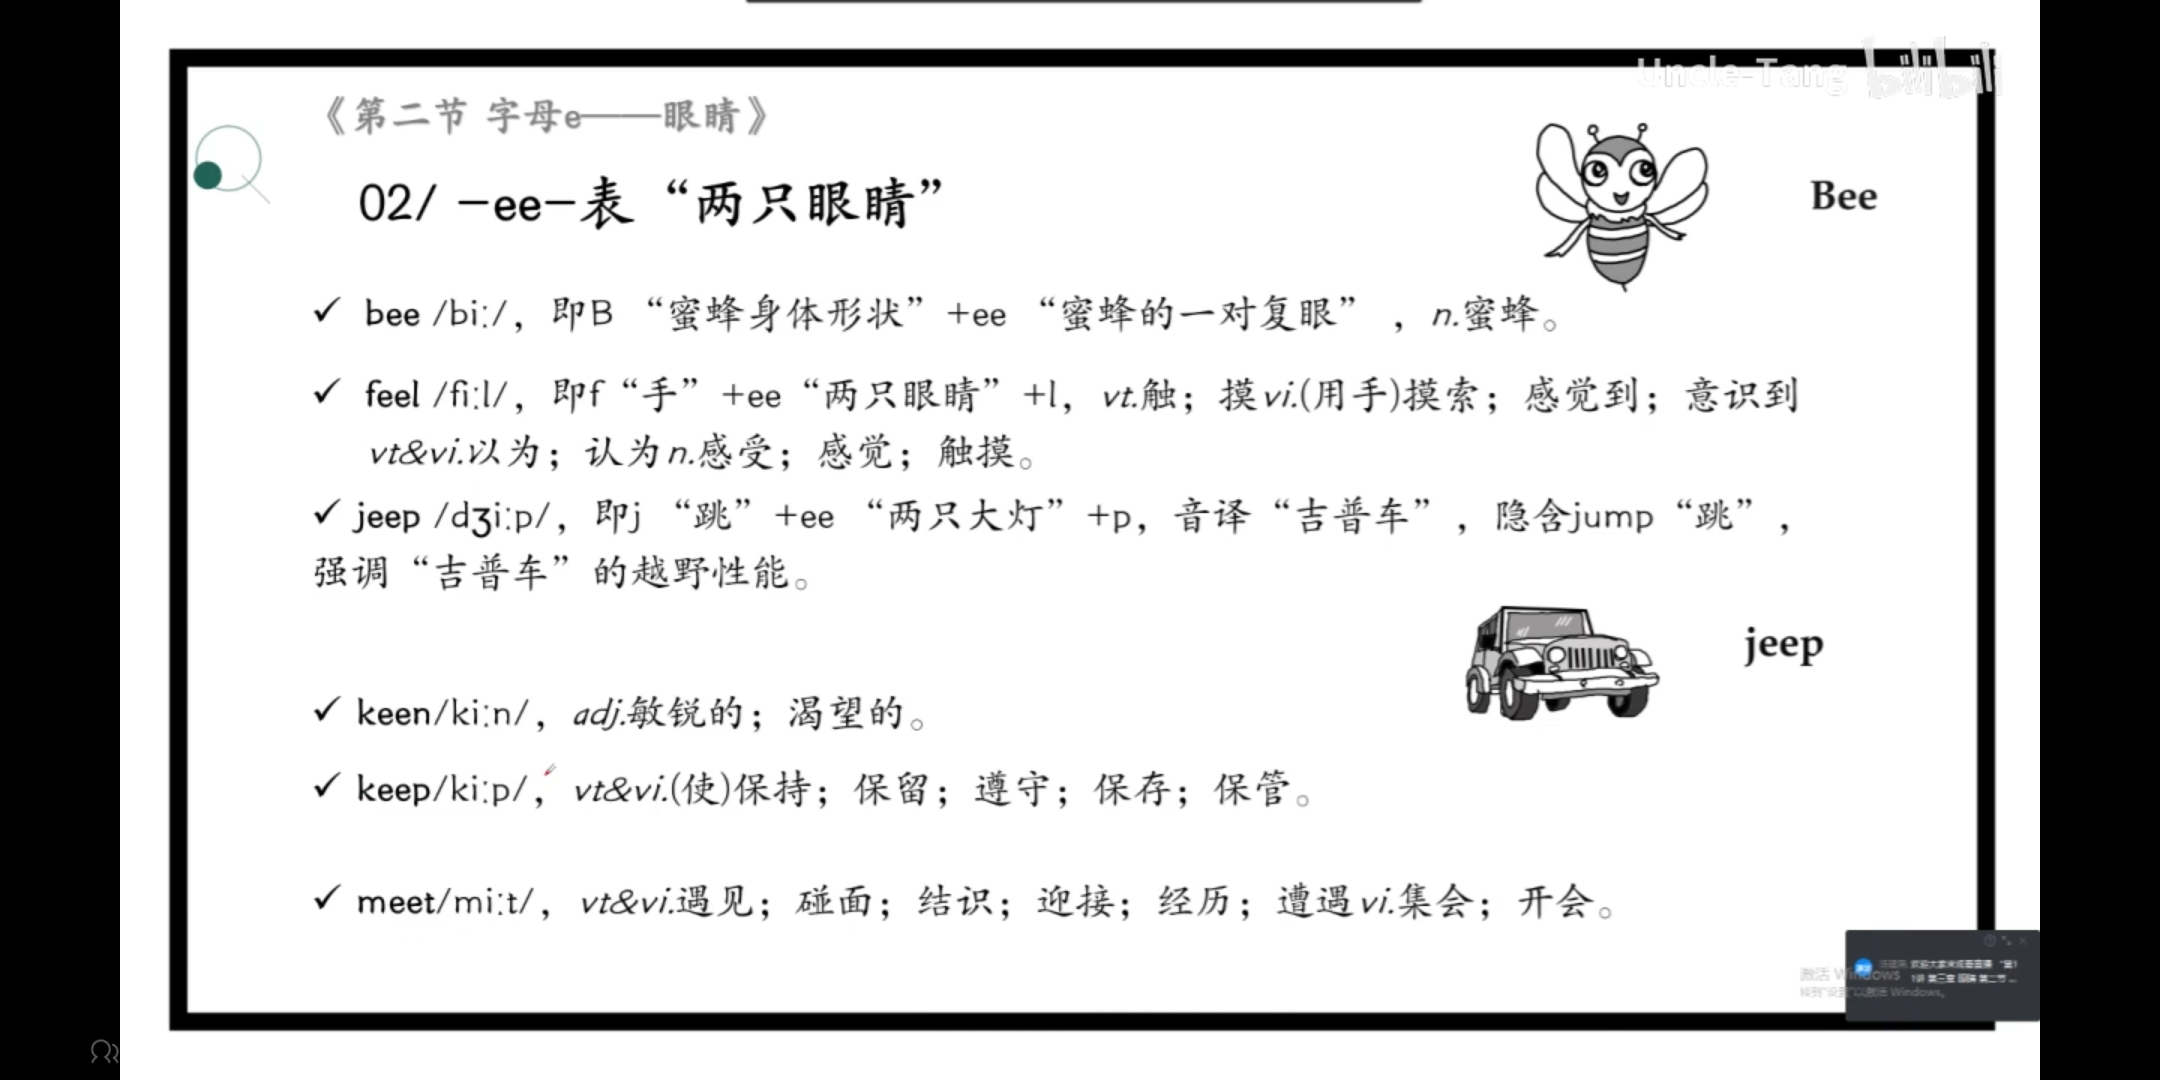 Uncle-Tang bilibili
《第二节 字母e——眼睛》
02/ -ee-表“两只眼睛”
Bee
✓ bee /biː/，即B “蜜蜂身体形状”+ee “蜜蜂的一对复眼” ，n.蜜蜂。
✓ feel /fiːl/，即f“手”+ee“两只眼睛”+l，vt.触；摸vi.(用手)摸索；感觉到；意识到
vt&vi.以为；认为n.感受；感觉；触摸。
✓ jeep /dʒiːp/，即j “跳”+ee “两只大灯”+p，音译“吉普车”，隐含jump“跳”，
强调“吉普车”的越野性能。
jeep
✓ keen/kiːn/，adj.敏锐的；渴望的。
✓ keep/kiːp/，vt&vi.(使)保持；保留；遵守；保存；保管。
✓ meet/miːt/，vt&vi.遇见；碰面；结识；迎接；经历；遭遇vi.集会；开会。
激活 Windows
转到"设置"以激活 Windows。